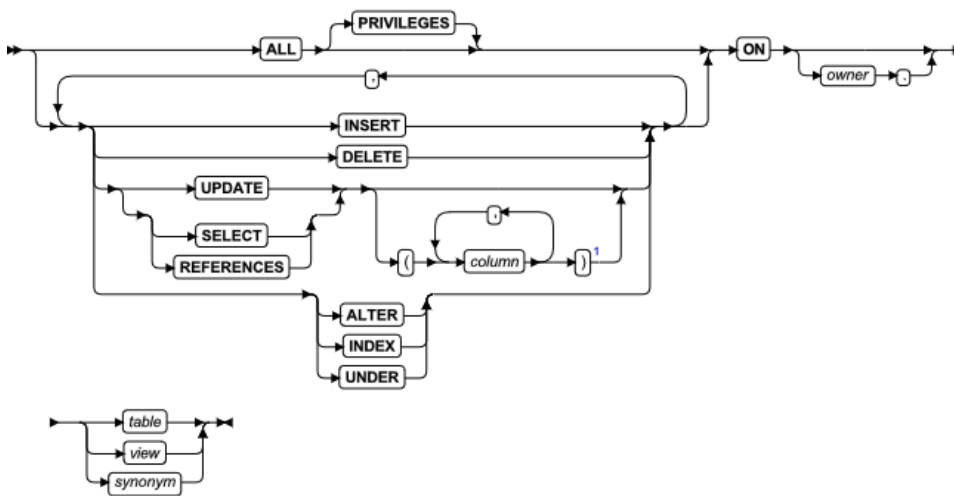 PRIVILEGES
ALL ON
owner .
,
INSERT
DELETE
UPDATE
,
SELECT
( column ) 1
REFERENCES
ALTER
INDEX
UNDER
table
view
synonym